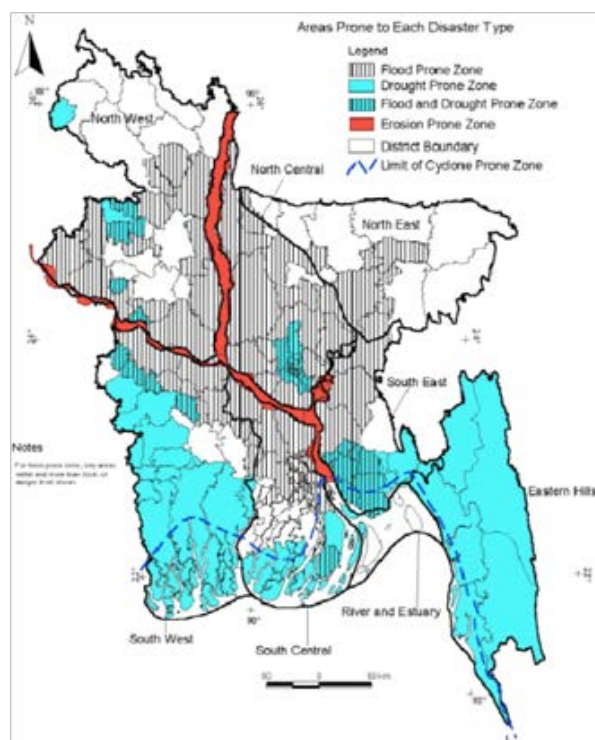 Areas Prone to Each Disaster Type
N
Legend
Flood Prone Zone
Drought Prone Zone
Flood and Drought Prone Zone
Erosion Prone Zone
District Boundary
Limit of Cyclone Prone Zone
North West
North Central
North East
South East
Notes
Eastern Hills
River and Estuary
South West
South Central